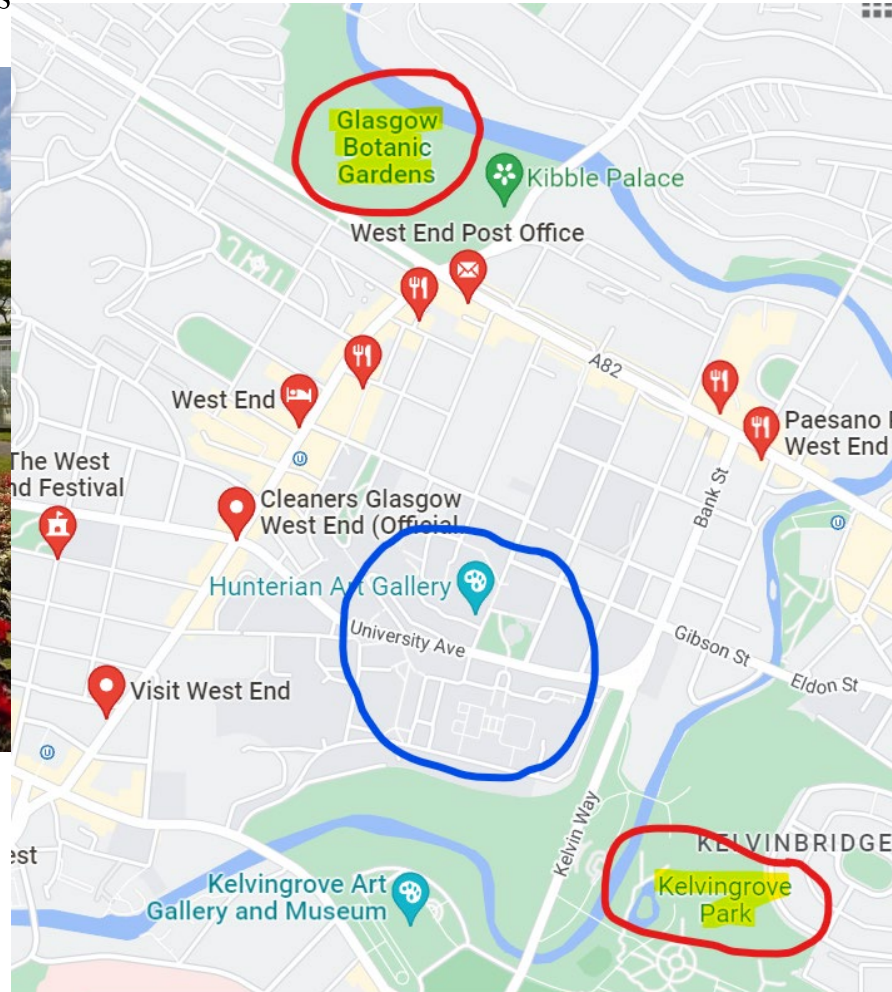 s
Glasgow
Botanic
Gardens
Kibble Palace
West End Post Office
A82
West End
Paesano
West End
The West
nd Festival
Cleaners Glasgow
West End (Official
Bank St
Hunterian Art Gallery
University Ave
Gibson St
Eldon St
Visit West End
Kelvin Way
KELVINBRIDGE
est
Kelvingrove Art
Gallery and Museum
Kelvingrove
Park